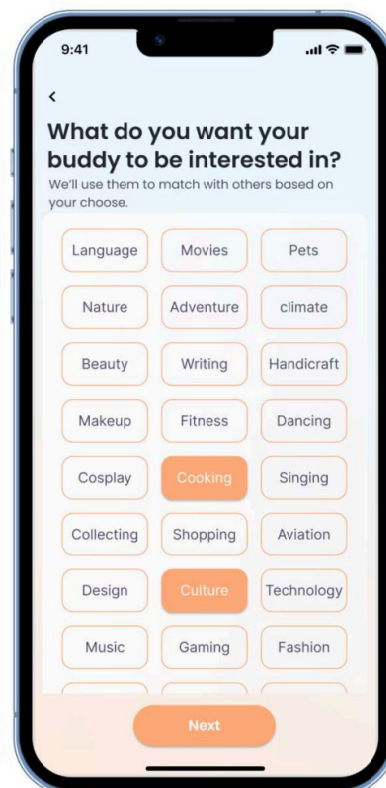 9:41
What do you want your
buddy to be interested in?
We'll use them to match with others based on
your choose.
Language Movies Pets
Nature Adventure climate
Beauty Writing Handicraft
Makeup Fitness Dancing
Cosplay Cooking Singing
Collecting Shopping Aviation
Design Culture Technology
Music Gaming Fashion
Next